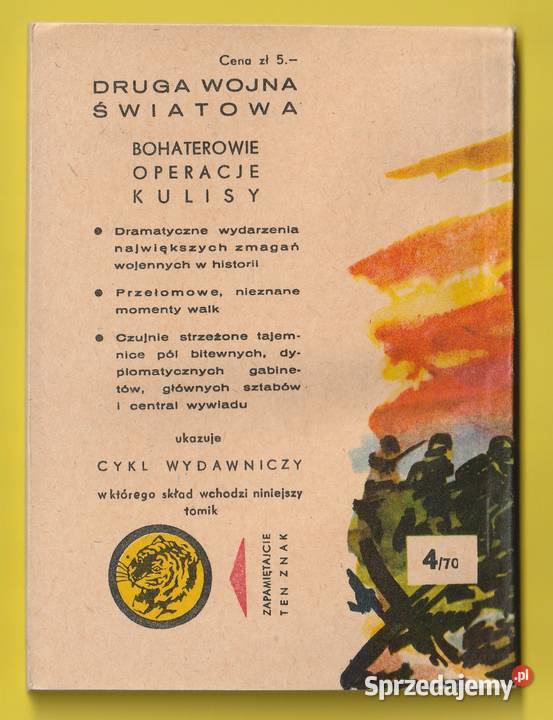 Cena zł 5.—
DRUGA WOJNA
ŚWIATOWA
BOHATEROWIE
OPERACJE
KULISY
● Dramatyczne wydarzenia
największych zmagań
wojennych w historii
● Przełomowe, nieznane
momenty walk
● Czujnie strzeżone tajem-
nice pól bitewnych, dy-
plomatycznych gabine-
tów, głównych sztabów
i central wywiadu
ukazuje
CYKL WYDAWNICZY
w którego skład wchodzi niniejszy
tomik
ZAPAMIĘTAJCIE
TEN ZNAK
4/70
Sprzedajemy.pl